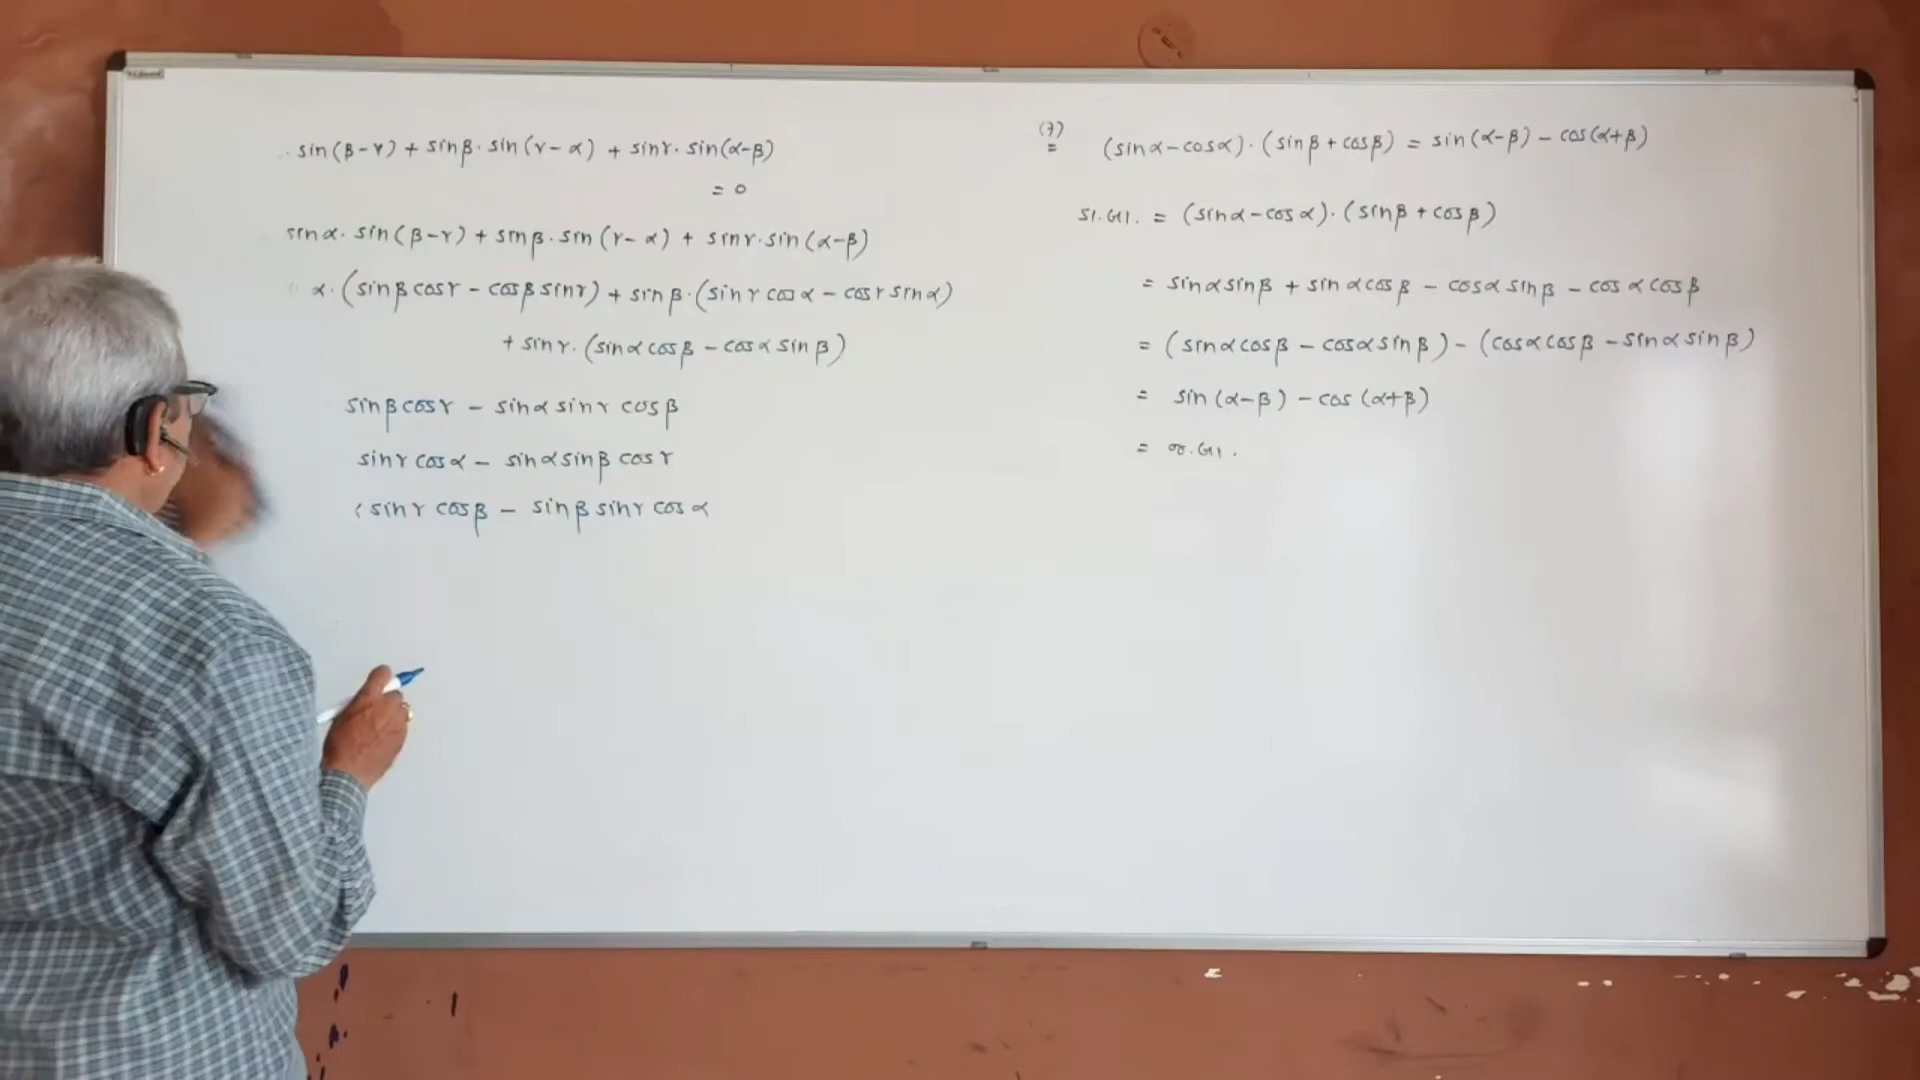 sin(β-γ) + sinβ. sin(γ-α) + sinγ. sin(α-β)
= 0
sinα. sin(β-γ) + sinβ. sin(γ-α) + sinγ. sin(α-β)
α. (sinβ cosγ - cosβ sinγ) + sinβ. (sinγ cosα - cosγ sinα)
+ sinγ. (sinα cosβ - cosα sinβ)
sinβ cosγ - sinα sinγ cosβ
sinγ cosα - sinα sinβ cosγ
sinγ cosβ - sinβ sinγ cosα
(7)
(sinα - cosα). (sinβ + cosβ) = sin(α-β) - cos(α+β)
ડા.બા. = (sinα - cosα). (sinβ + cosβ)
= sinα sinβ + sinα cosβ - cosα sinβ - cosα cosβ
= (sinα cosβ - cosα sinβ) - (cosα cosβ - sinα sinβ)
= sin(α-β) - cos(α+β)
= જ.બા.